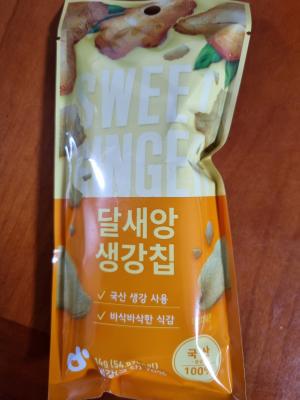 SWEET
GINGER
달새앙
생강칩
✓ 국산 생강 사용
✓ 바삭바삭한 식감
국산
100%
14g